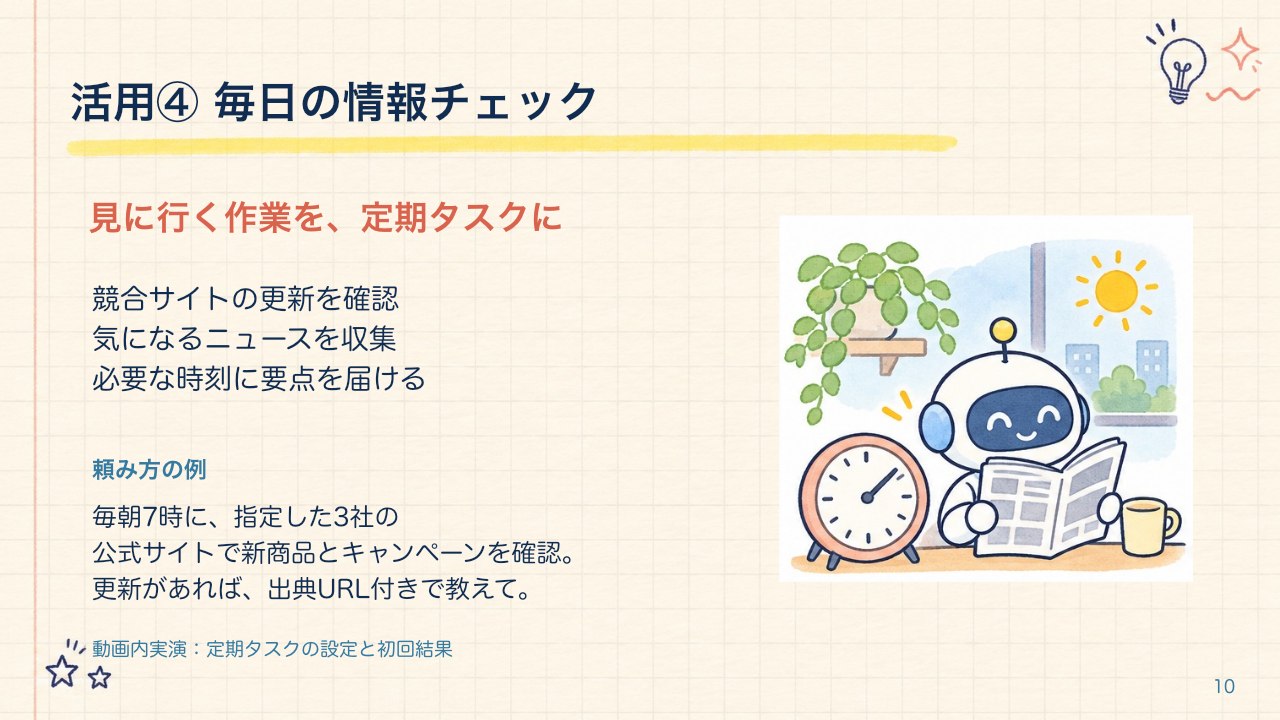 活用④ 毎日の情報チェック
見に行く作業を、定期タスクに
競合サイトの更新を確認
気になるニュースを収集
必要な時刻に要点を届ける
頼み方の例
毎朝7時に、指定した3社の
公式サイトで新商品とキャンペーンを確認。
更新があれば、出典URL付きで教えて。
動画内実演：定期タスクの設定と初回結果
10